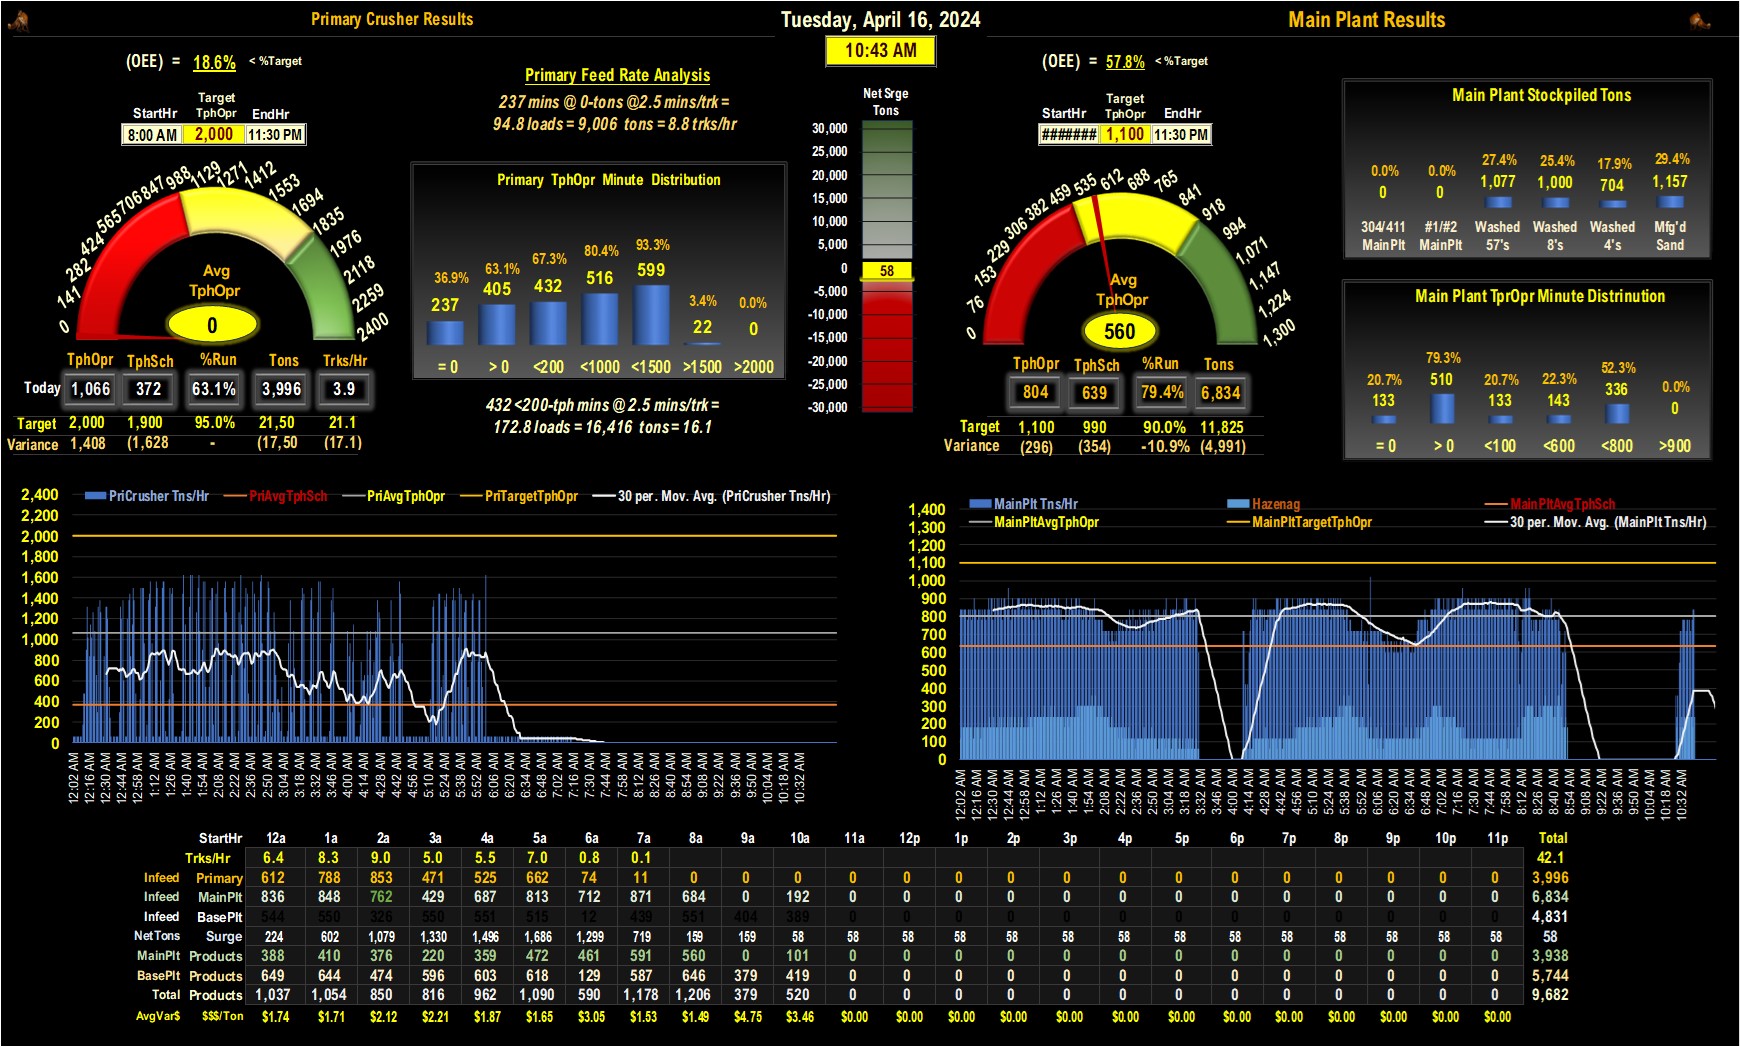 Primary Crusher Results
Tuesday, April 16, 2024
Main Plant Results
10:43 AM
(OEE) = 18.6% < %Target
Target
StartHr TphOpr EndHr
8:00 AM 2,000 11:30 PM
0 141 282 424 565 706 847 988 1129 1271 1412 1553 1694 1835 1976 2118 2259 2400
Avg
TphOpr
0
TphOpr TphSch %Run Tons Trks/Hr
Today 1,066 372 63.1% 3,996 3.9
Target 2,000 1,900 95.0% 21,50 21.1
Variance 1,408 (1,628 - (17,50 (17.1)
Primary Feed Rate Analysis
237 mins @ 0-tons @2.5 mins/trk =
94.8 loads = 9,006 tons = 8.8 trks/hr
Primary TphOpr Minute Distribution
36.9% 63.1% 67.3% 80.4% 93.3% 3.4% 0.0%
237 405 432 516 599 22 0
= 0 > 0 <200 <1000 <1500 >1500 >2000
432 <200-tph mins @ 2.5 mins/trk =
172.8 loads = 16,416 tons = 16.1
Net Srge
Tons
30,000
25,000
20,000
15,000
10,000
5,000
0
58
-5,000
-10,000
-15,000
-20,000
-25,000
-30,000
(OEE) = 57.8% < %Target
Target
StartHr TphOpr EndHr
####### 1,100 11:30 PM
0 76 153 229 306 382 459 535 612 688 765 841 918 994 1,071 1,147 1,224 1,300
Avg
TphOpr
560
TphOpr TphSch %Run Tons
804 639 79.4% 6,834
Target 1,100 990 90.0% 11,825
Variance (296) (354) -10.9% (4,991)
Main Plant Stockpiled Tons
0.0% 0.0% 27.4% 25.4% 17.9% 29.4%
0 0 1,077 1,000 704 1,157
304/411 #1/#2 Washed Washed Washed Mfg'd
MainPlt MainPlt 57's 8's 4's Sand
Main Plant TprOpr Minute Distrinution
20.7% 79.3% 20.7% 22.3% 52.3% 0.0%
133 510 133 143 336 0
= 0 > 0 <100 <600 <800 >900
PriCrusher Tns/Hr PriAvgTphSch PriAvgTphOpr PriTargetTphOpr 30 per. Mov. Avg. (PriCrusher Tns/Hr)
2,400
2,200
2,000
1,800
1,600
1,400
1,200
1,000
800
600
400
200
0
12:02 AM 12:16 AM 12:30 AM 12:44 AM 12:58 AM 1:12 AM 1:26 AM 1:40 AM 1:54 AM 2:08 AM 2:22 AM 2:36 AM 2:50 AM 3:04 AM 3:18 AM 3:32 AM 3:46 AM 4:00 AM 4:14 AM 4:28 AM 4:42 AM 4:56 AM 5:10 AM 5:24 AM 5:38 AM 5:52 AM 6:06 AM 6:20 AM 6:34 AM 6:48 AM 7:02 AM 7:16 AM 7:30 AM 7:44 AM 7:58 AM 8:12 AM 8:26 AM 8:40 AM 8:54 AM 9:08 AM 9:22 AM 9:36 AM 9:50 AM 10:04 AM 10:18 AM 10:32 AM
MainPlt Tns/Hr Hazenag MainPltAvgTphSch
MainPltAvgTphOpr MainPltTargetTphOpr 30 per. Mov. Avg. (MainPlt Tns/Hr)
1,400
1,300
1,200
1,100
1,000
900
800
700
600
500
400
300
200
100
0
12:02 AM 12:16 AM 12:30 AM 12:44 AM 12:58 AM 1:12 AM 1:26 AM 1:40 AM 1:54 AM 2:08 AM 2:22 AM 2:36 AM 2:50 AM 3:04 AM 3:18 AM 3:32 AM 3:46 AM 4:00 AM 4:14 AM 4:28 AM 4:42 AM 4:56 AM 5:10 AM 5:24 AM 5:38 AM 5:52 AM 6:06 AM 6:20 AM 6:34 AM 6:48 AM 7:02 AM 7:16 AM 7:30 AM 7:44 AM 7:58 AM 8:12 AM 8:26 AM 8:40 AM 8:54 AM 9:08 AM 9:22 AM 9:36 AM 9:50 AM 10:04 AM 10:18 AM 10:32 AM
StartHr 12a 1a 2a 3a 4a 5a 6a 7a 8a 9a 10a 11a 12p 1p 2p 3p 4p 5p 6p 7p 8p 9p 10p 11p Total
Trks/Hr 6.4 8.3 9.0 5.0 5.5 7.0 0.8 0.1 42.1
Infeed Primary 612 788 853 471 525 662 74 11 0 0 0 0 0 0 0 0 0 0 0 0 0 0 0 0 3,996
Infeed MainPlt 836 848 762 429 687 813 712 871 684 0 192 0 0 0 0 0 0 0 0 0 0 0 0 0 6,834
Infeed BasePlt 544 550 326 550 551 515 12 439 551 404 389 0 0 0 0 0 0 0 0 0 0 0 0 0 4,831
NetTons Surge 224 602 1,079 1,330 1,496 1,686 1,299 719 159 159 58 58 58 58 58 58 58 58 58 58 58 58 58 58 58
MainPlt Products 388 410 376 220 359 472 461 591 560 0 101 0 0 0 0 0 0 0 0 0 0 0 0 0 3,938
BasePlt Products 649 644 474 596 603 618 129 587 646 379 419 0 0 0 0 0 0 0 0 0 0 0 0 0 5,744
Total Products 1,037 1,054 850 816 962 1,090 590 1,178 1,206 379 520 0 0 0 0 0 0 0 0 0 0 0 0 0 9,682
AvgVar$ $$$/Ton $1.74 $1.71 $2.12 $2.21 $1.87 $1.65 $3.05 $1.53 $1.49 $4.75 $3.46 $0.00 $0.00 $0.00 $0.00 $0.00 $0.00 $0.00 $0.00 $0.00 $0.00 $0.00 $0.00 $0.00